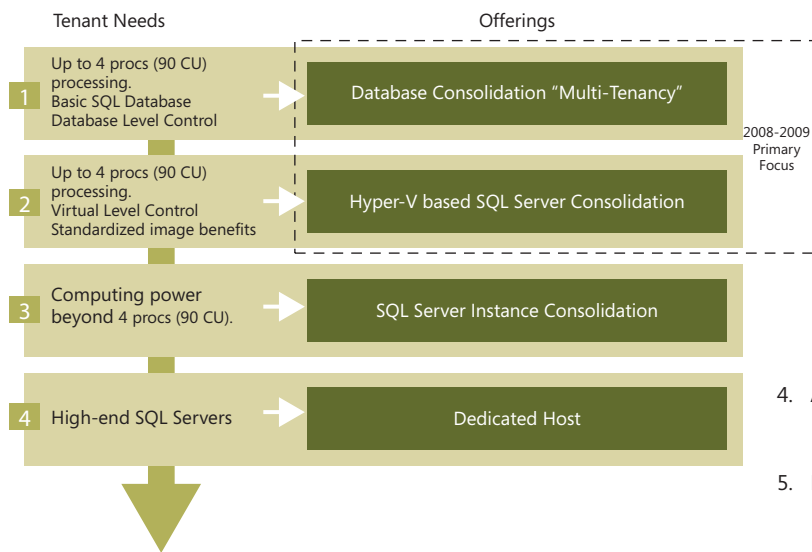 Tenant Needs
Offerings
1
Up to 4 procs (90 CU)
processing.
Basic SQL Database
Database Level Control
Database Consolidation “Multi-Tenancy”
2008-2009
Primary
Focus
2
Up to 4 procs (90 CU)
processing.
Virtual Level Control
Standardized image benefits
Hyper-V based SQL Server Consolidation
3
Computing power
beyond 4 procs (90 CU).
SQL Server Instance Consolidation
4
High-end SQL Servers
Dedicated Host
4.
5.